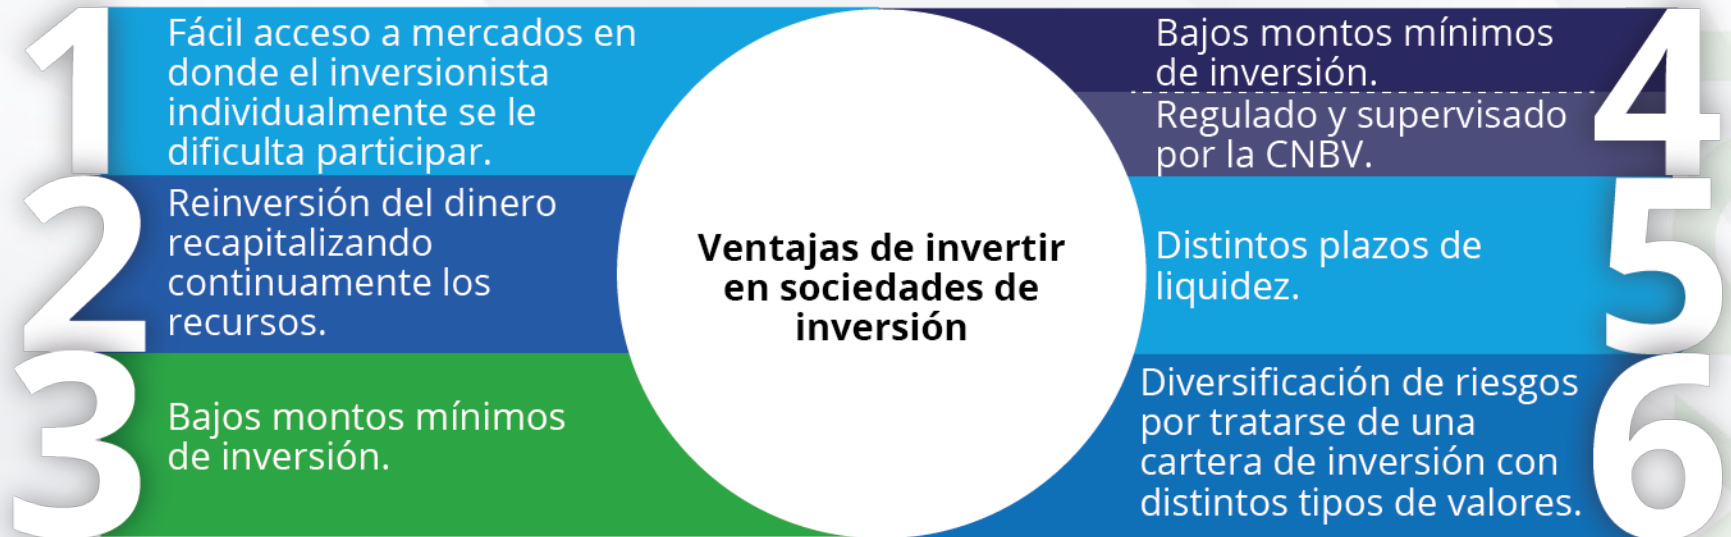 1
Fácil acceso a mercados en
donde el inversionista
individualmente se le
dificulta participar.
2
Reinversión del dinero
recapitalizando
continuamente los
recursos.
3
Bajos montos mínimos
de inversión.
Ventajas de invertir
en sociedades de
inversión
4
Bajos montos mínimos
de inversión.
Regulado y supervisado
por la CNBV.
5
Distintos plazos de
liquidez.
6
Diversificación de riesgos
por tratarse de una
cartera de inversión con
distintos tipos de valores.